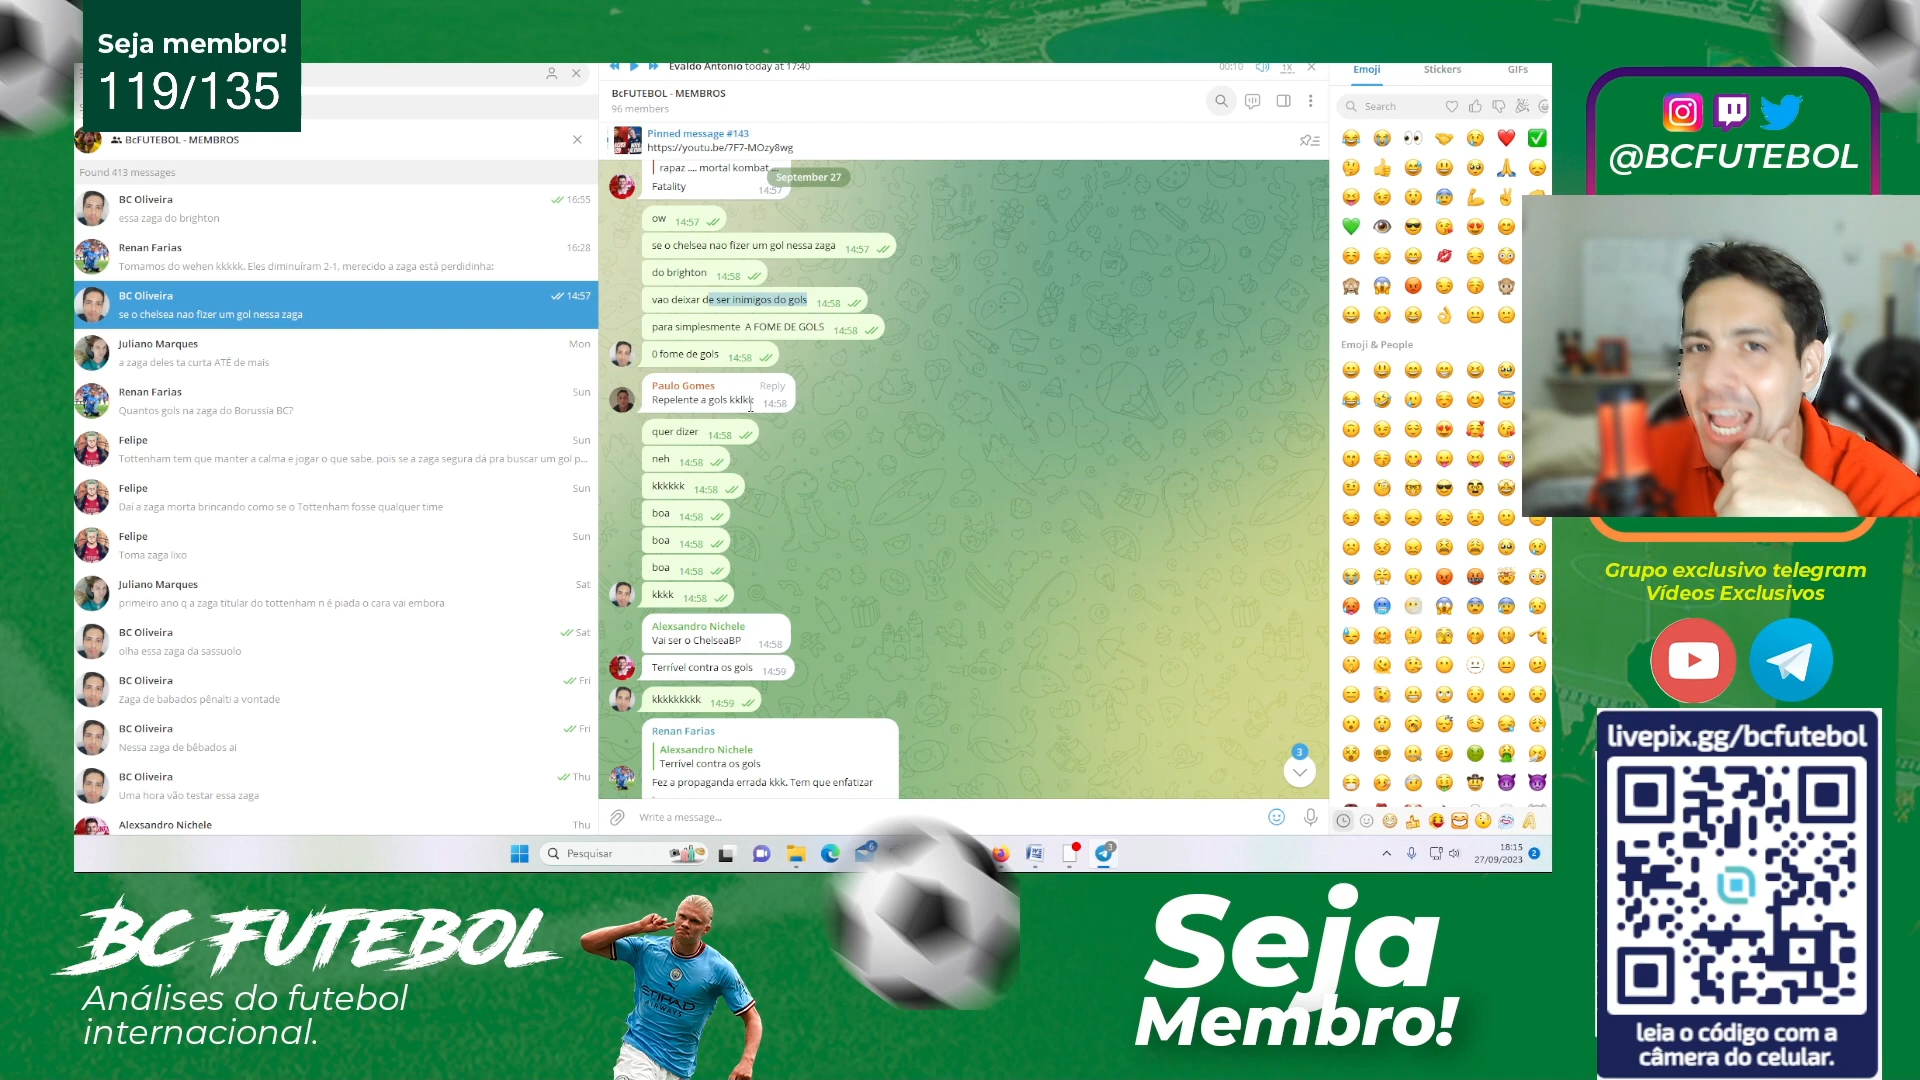 Seja membro!
119/135
Evaldo Antonio today at 17:40
00:10
1X
BcFUTEBOL - MEMBROS
Found 413 messages
BC Oliveira
16:55
essa zaga do brighton
Renan Farias
16:28
Tomamos do wehen kkkkk. Eles diminuíram 2-1, merecido a zaga está perdidinha:
BC Oliveira
14:57
se o chelsea nao fizer um gol nessa zaga
Juliano Marques
Mon
a zaga deles ta curta ATÉ de mais
Renan Farias
Sun
Quantos gols na zaga do Borussia BC?
Felipe
Sun
Tottenham tem que manter a calma e jogar o que sabe, pois se a zaga segura dá pra buscar um gol p...
Felipe
Sun
Daí a zaga morta brincando como se o Tottenham fosse qualquer time
Felipe
Sun
Toma zaga lixo
Juliano Marques
Sat
primeiro ano q a zaga titular do tottenham n é piada o cara vai embora
BC Oliveira
Sat
olha essa zaga da sassuolo
BC Oliveira
Fri
Zaga de babados pênalti a vontade
BC Oliveira
Fri
Nessa zaga de bêbados ai
BC Oliveira
Thu
Uma hora vão testar essa zaga
Alexsandro Nichele
Thu
BcFUTEBOL - MEMBROS
96 members
Pinned message #143
https://youtu.be/7F7-MOzy8wg
rapaz .... mortal kombat ...
September 27
Fatality
14:57
ow 14:57
se o chelsea nao fizer um gol nessa zaga 14:57
do brighton 14:58
vao deixar de ser inimigos do gols 14:58
para simplesmente A FOME DE GOLS 14:58
0 fome de gols 14:58
Paulo Gomes
Reply
Repelente a gols kklkk 14:58
quer dizer 14:58
neh 14:58
kkkkkk 14:58
boa 14:58
boa 14:58
boa 14:58
kkkk 14:58
Alexsandro Nichele
Vai ser o ChelseaBP 14:58
Terrível contra os gols 14:59
kkkkkkkkk 14:59
Renan Farias
Alexsandro Nichele
Terrível contra os gols
Fez a propaganda errada kkk. Tem que enfatizar
3
Write a message...
Emoji
Stickers
GIFs
Search
Emoji & People
Pesquisar
6
3
18:15
27/09/2023
2
@BCFUTEBOL
Grupo exclusivo telegram
Vídeos Exclusivos
livepix.gg/bcfutebol
leia o código com a
câmera do celular.
BC FUTEBOL
Análises do futebol
internacional.
ETIHAD
AIRWAYS
Seja
Membro!